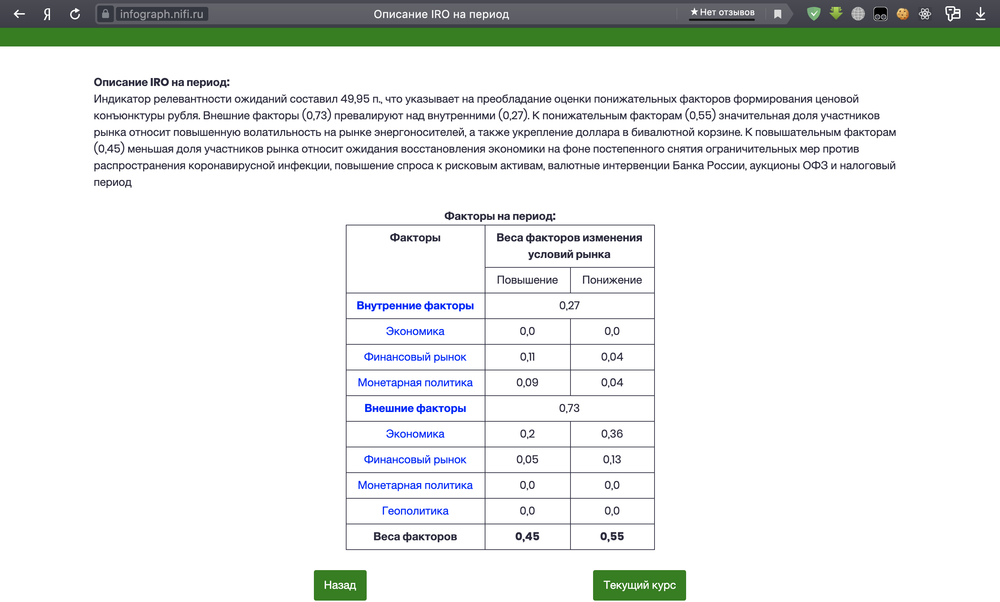 Я
infograph.nifi.ru
Описание IRO на период
★ Нет отзывов
Описание IRO на период:
Индикатор релевантности ожиданий составил 49,95 п., что указывает на преобладание оценки понижательных факторов формирования ценовой
конъюнктуры рубля. Внешние факторы (0,73) превалируют над внутренними (0,27). К понижательным факторам (0,55) значительная доля участников
рынка относит повышенную волатильность на рынке энергоносителей, а также укрепление доллара в бивалютной корзине. К повышательным факторам
(0,45) меньшая доля участников рынка относит ожидания восстановления экономики на фоне постепенного снятия ограничительных мер против
распространения коронавирусной инфекции, повышение спроса к рисковым активам, валютные интервенции Банка России, аукционы ОФЗ и налоговый
период
Факторы на период:
Факторы Веса факторов изменения
условий рынка
Повышение Понижение
Внутренние факторы 0,27
Экономика 0,0 0,0
Финансовый рынок 0,11 0,04
Монетарная политика 0,09 0,04
Внешние факторы 0,73
Экономика 0,2 0,36
Финансовый рынок 0,05 0,13
Монетарная политика 0,0 0,0
Геополитика 0,0 0,0
Веса факторов 0,45 0,55
Назад
Текущий курс